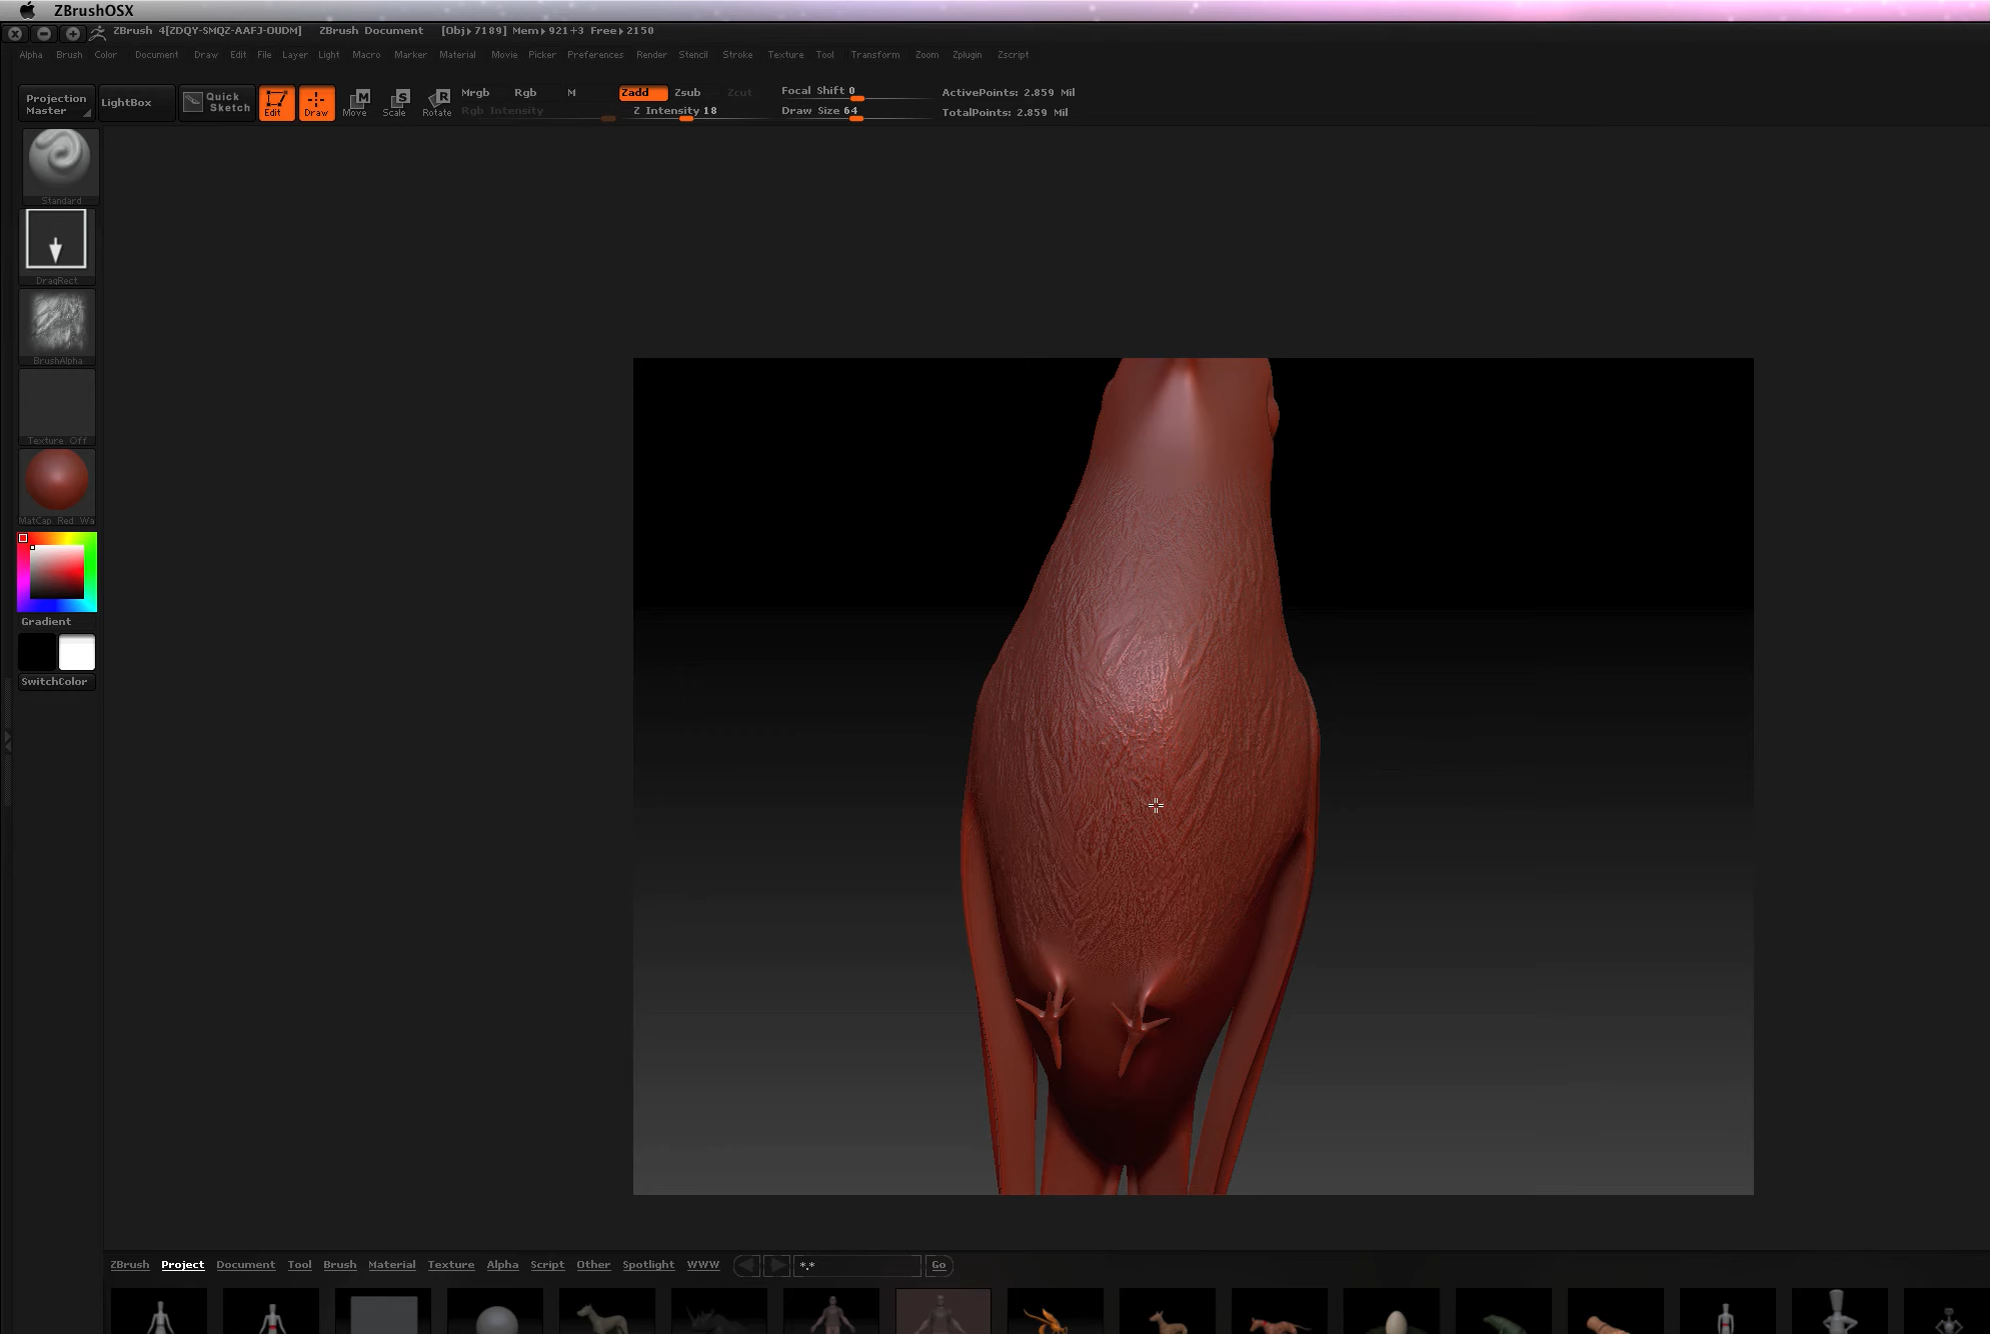 ZBrushOSX
ZBrush 4[ZDQY-SMQZ-AAFJ-OUDM] ZBrush Document [Obj▸7189] Mem▸921+3 Free▸2150
Alpha Brush Color Document Draw Edit File Layer Light Macro Marker Material Movie Picker Preferences Render Stencil Stroke Texture Tool Transform Zoom Zplugin Zscript
Projection Master
LightBox
Quick Sketch
Edit
Draw
Move
Scale
Rotate
Mrgb Rgb M
Rgb Intensity
Zadd Zsub Zcut
Z Intensity 18
Focal Shift 0
Draw Size 64
ActivePoints: 2.859 Mil
TotalPoints: 2.859 Mil
Standard
DragRect
BrushAlpha
Texture Off
MatCap Red Wa
Gradient
SwitchColor
ZBrush Project Document Tool Brush Material Texture Alpha Script Other Spotlight WWW *.* Go